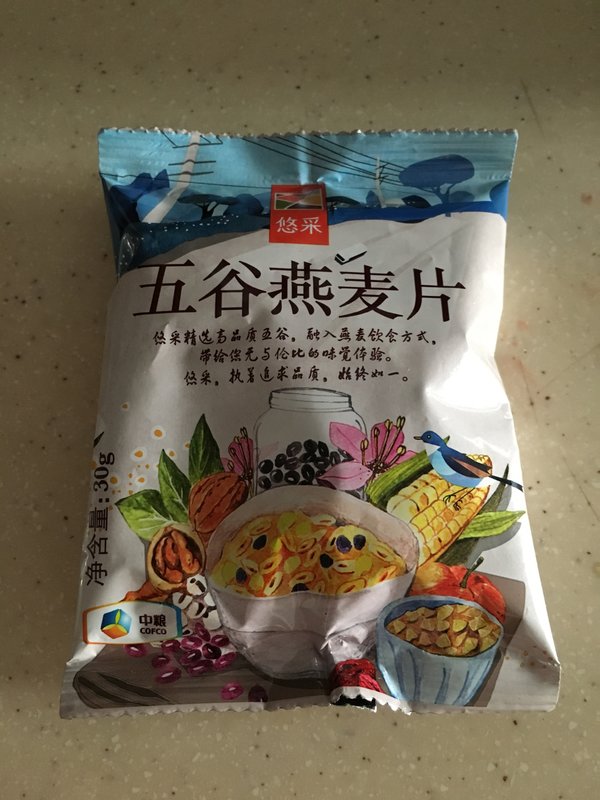 悠采
五谷燕麦片
悠采精选高品质五谷，融入燕麦饮食方式，
带给您无与伦比的味觉体验。
悠采，执著追求品质，始终如一。
净含量：30g
中粮
COFCO